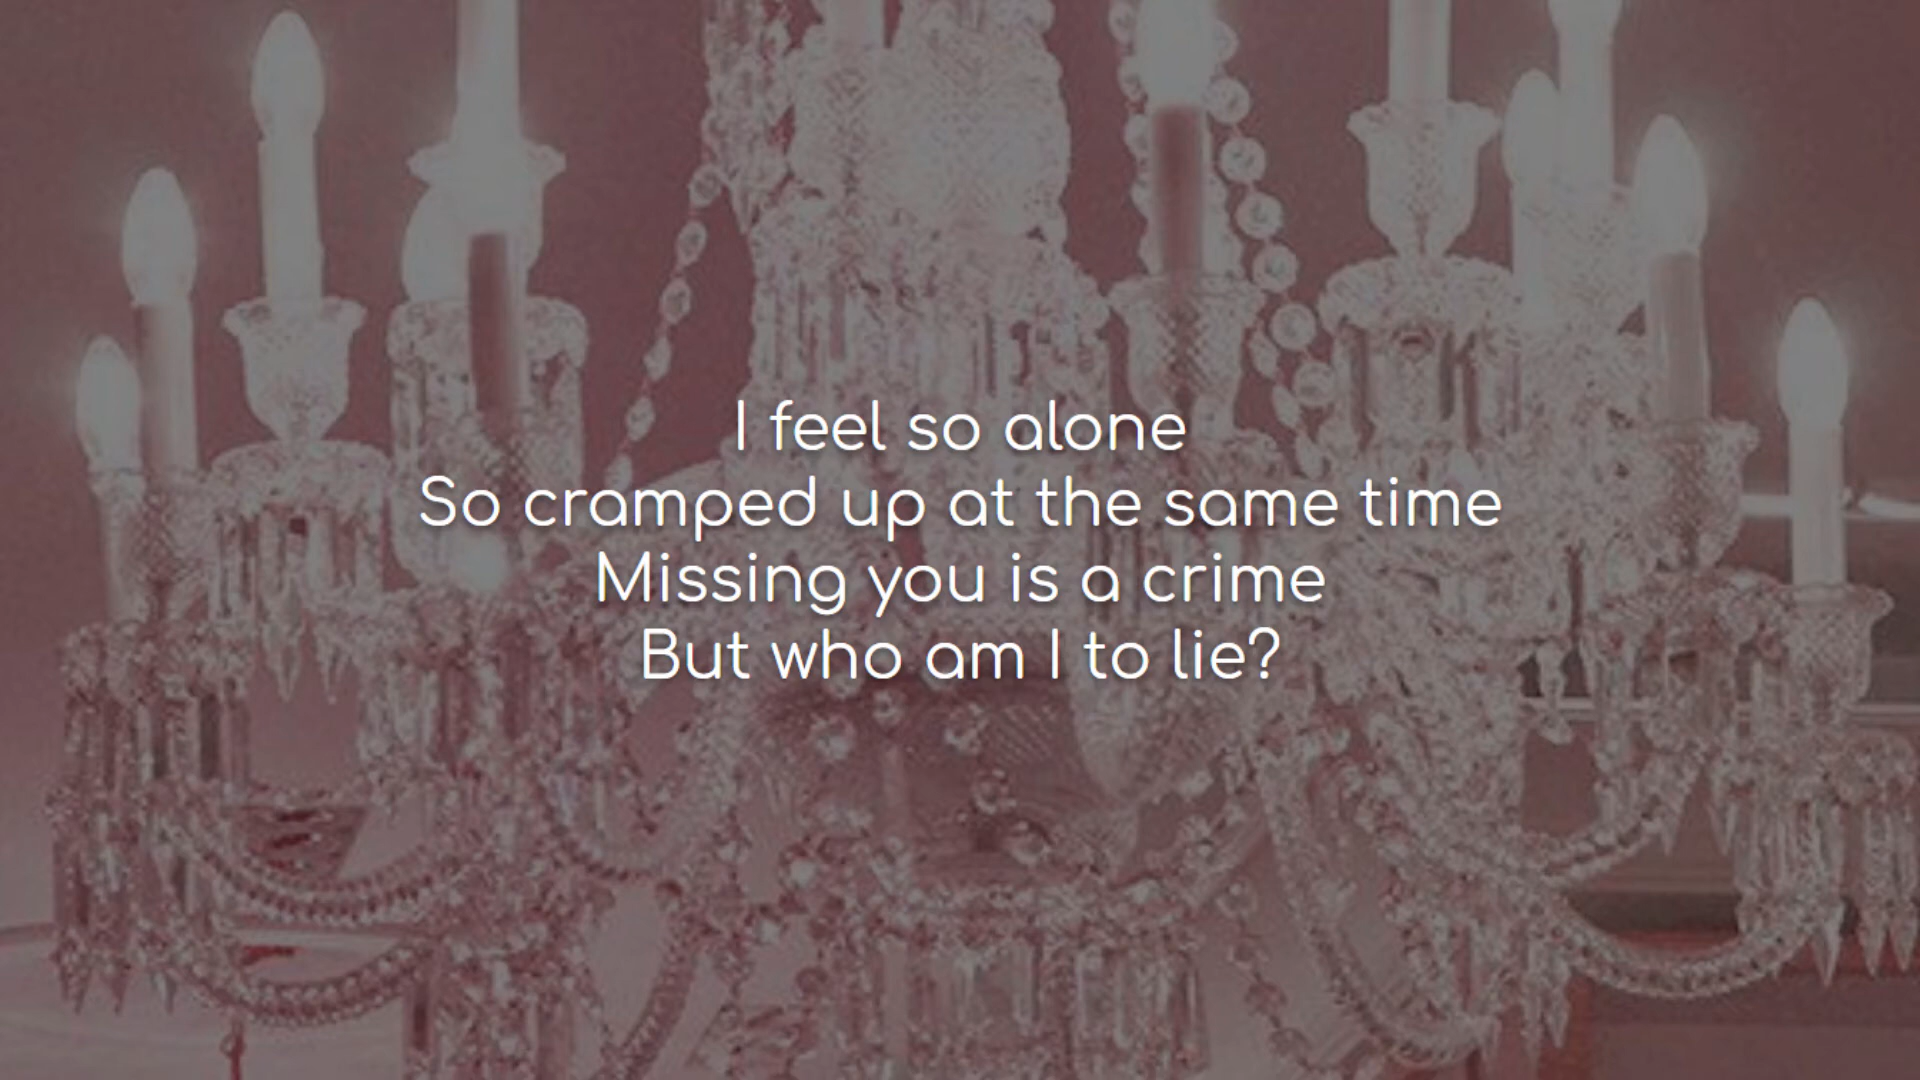 I feel so alone
So cramped up at the same time
Missing you is a crime
But who am I to lie?